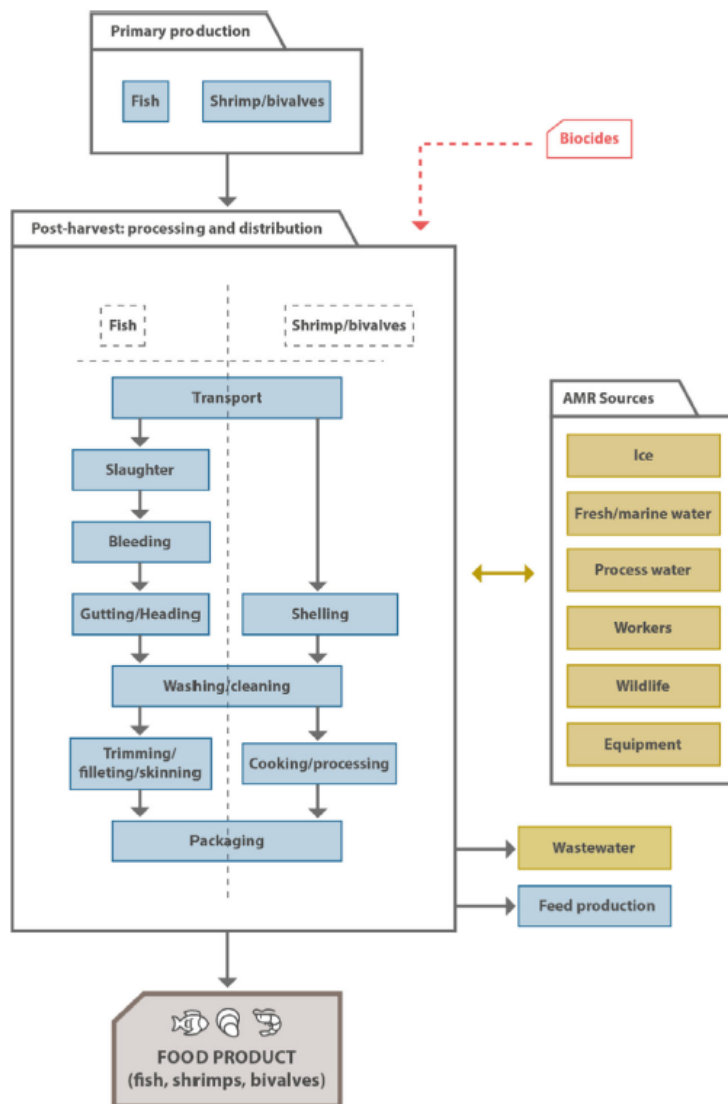 Primary production
Fish
Shrimp/bivalves
Biocides
Post-harvest: processing and distribution
Fish
Shrimp/bivalves
Transport
Slaughter
Bleeding
Gutting/Heading
Shelling
Washing/cleaning
Trimming/
filleting/skinning
Cooking/processing
Packaging
AMR Sources
Ice
Fresh/marine water
Process water
Workers
Wildlife
Equipment
Wastewater
Feed production
FOOD PRODUCT
(fish, shrimps, bivalves)